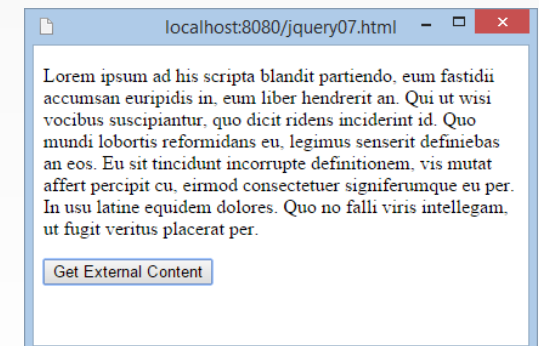 localhost:8080/jquery07.html
Lorem ipsum ad his scripta blandit partiendo, eum fastidii
accumsan euripidis in, eum liber hendrerit an. Qui ut wisi
vocibus suscipiantur, quo dicit ridens inciderint id. Quo
mundi lobortis reformidans eu, legimus senserit definiebas
an eos. Eu sit tincidunt incorrupte definitionem, vis mutat
affert percipit cu, eirmod consectetuer signiferumque eu per.
In usu latine equidem dolores. Quo no falli viris intellegam,
ut fugit veritus placerat per.
Get External Content